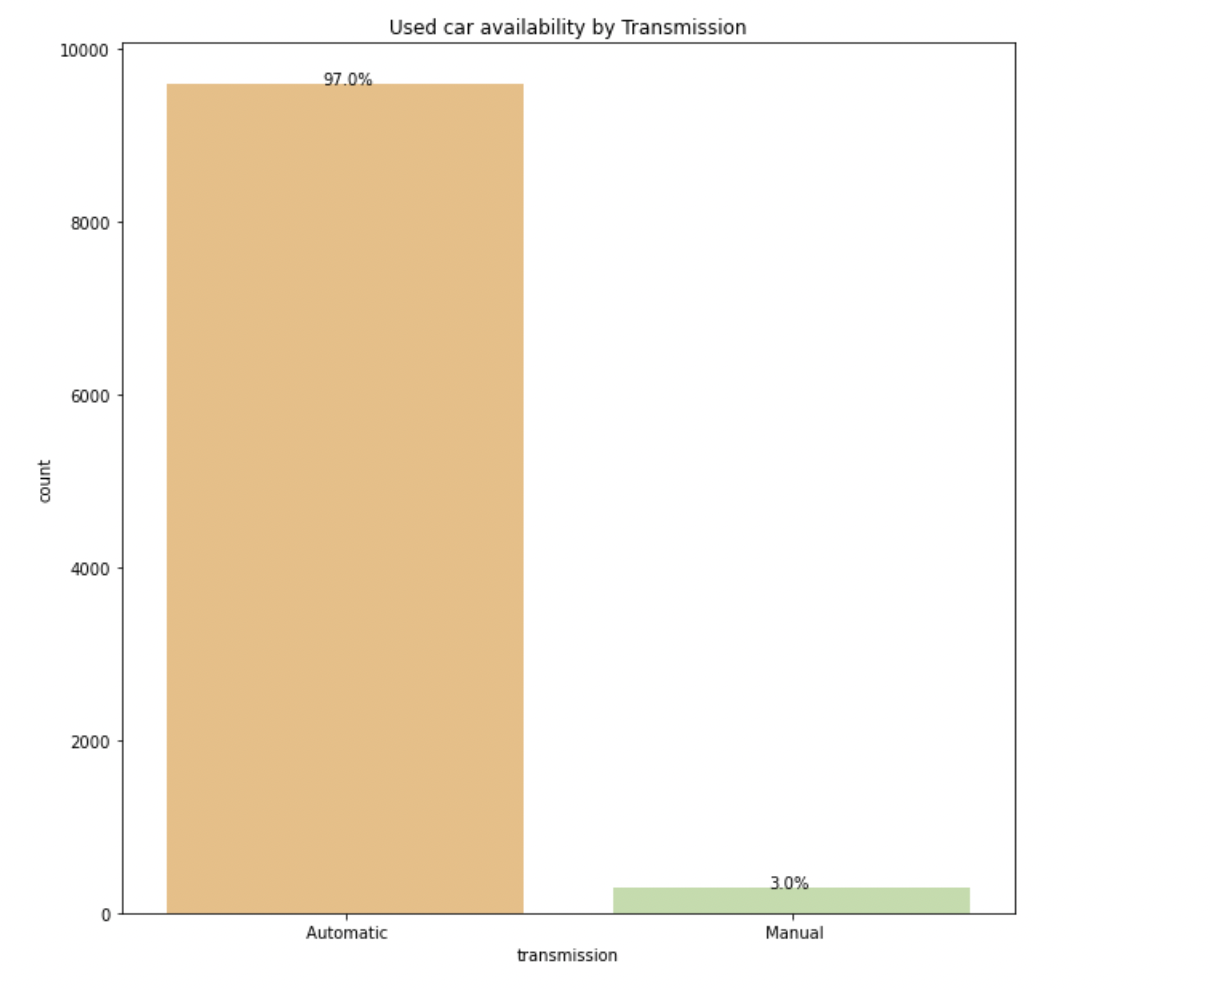 Used car availability by Transmission
10000
97.0%
8000
6000
count
4000
2000
3.0%
0
Automatic Manual
transmission